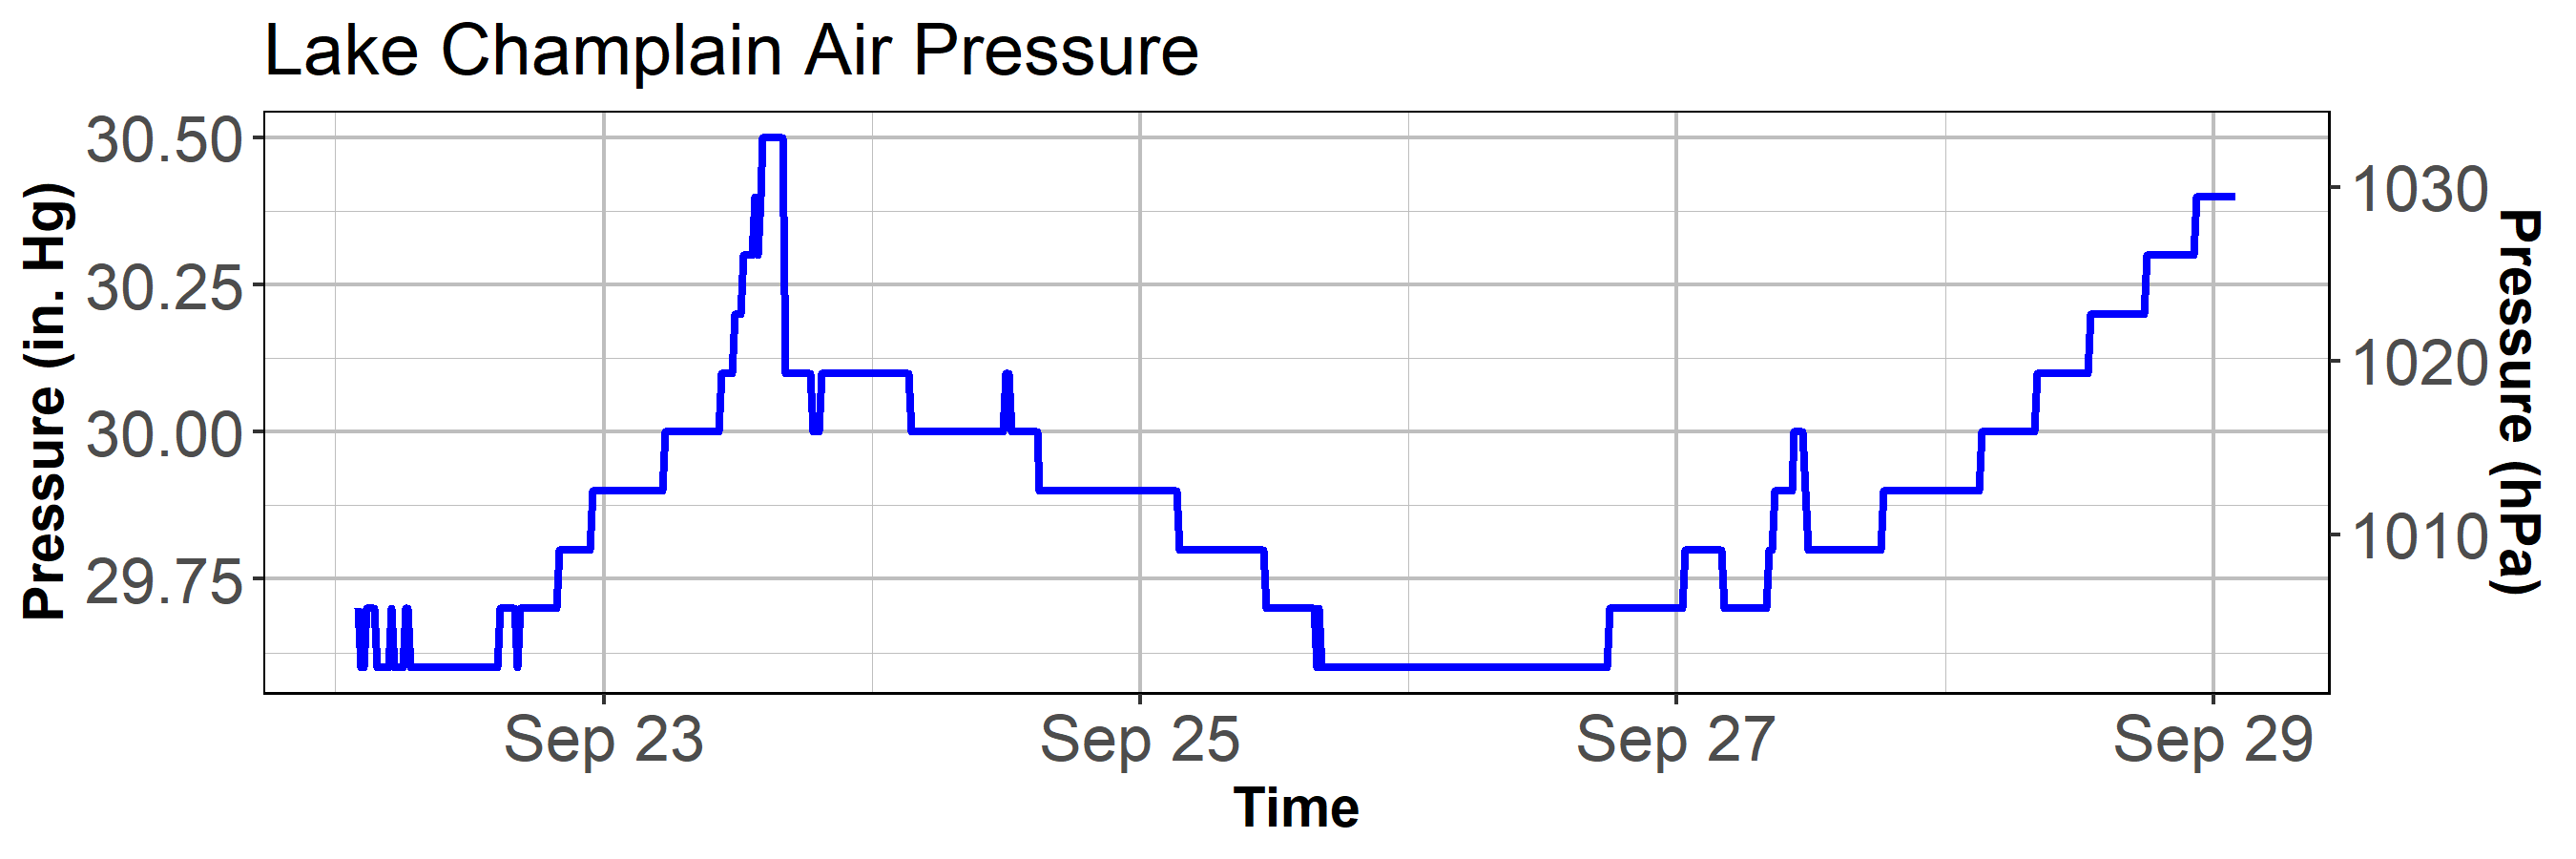 Lake Champlain Air Pressure
Pressure (in. Hg)
30.50
30.25
30.00
29.75
1030
1020
1010
Pressure (hPa)
Sep 23 Sep 25 Sep 27 Sep 29
Time